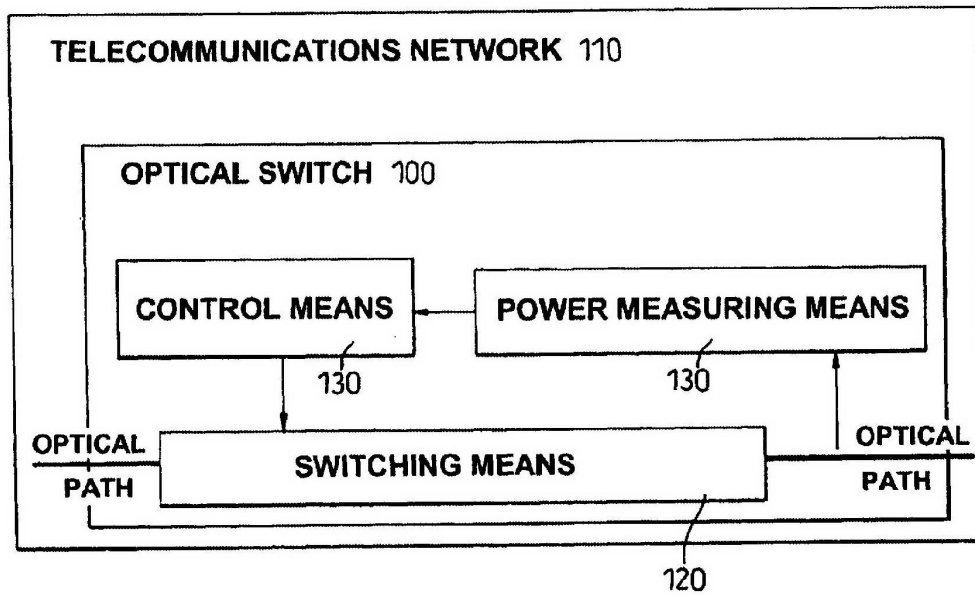 TELECOMMUNICATIONS NETWORK 110
OPTICAL SWITCH 100
CONTROL MEANS
POWER MEASURING MEANS
130
130
OPTICAL
PATH
SWITCHING MEANS
OPTICAL
PATH
120